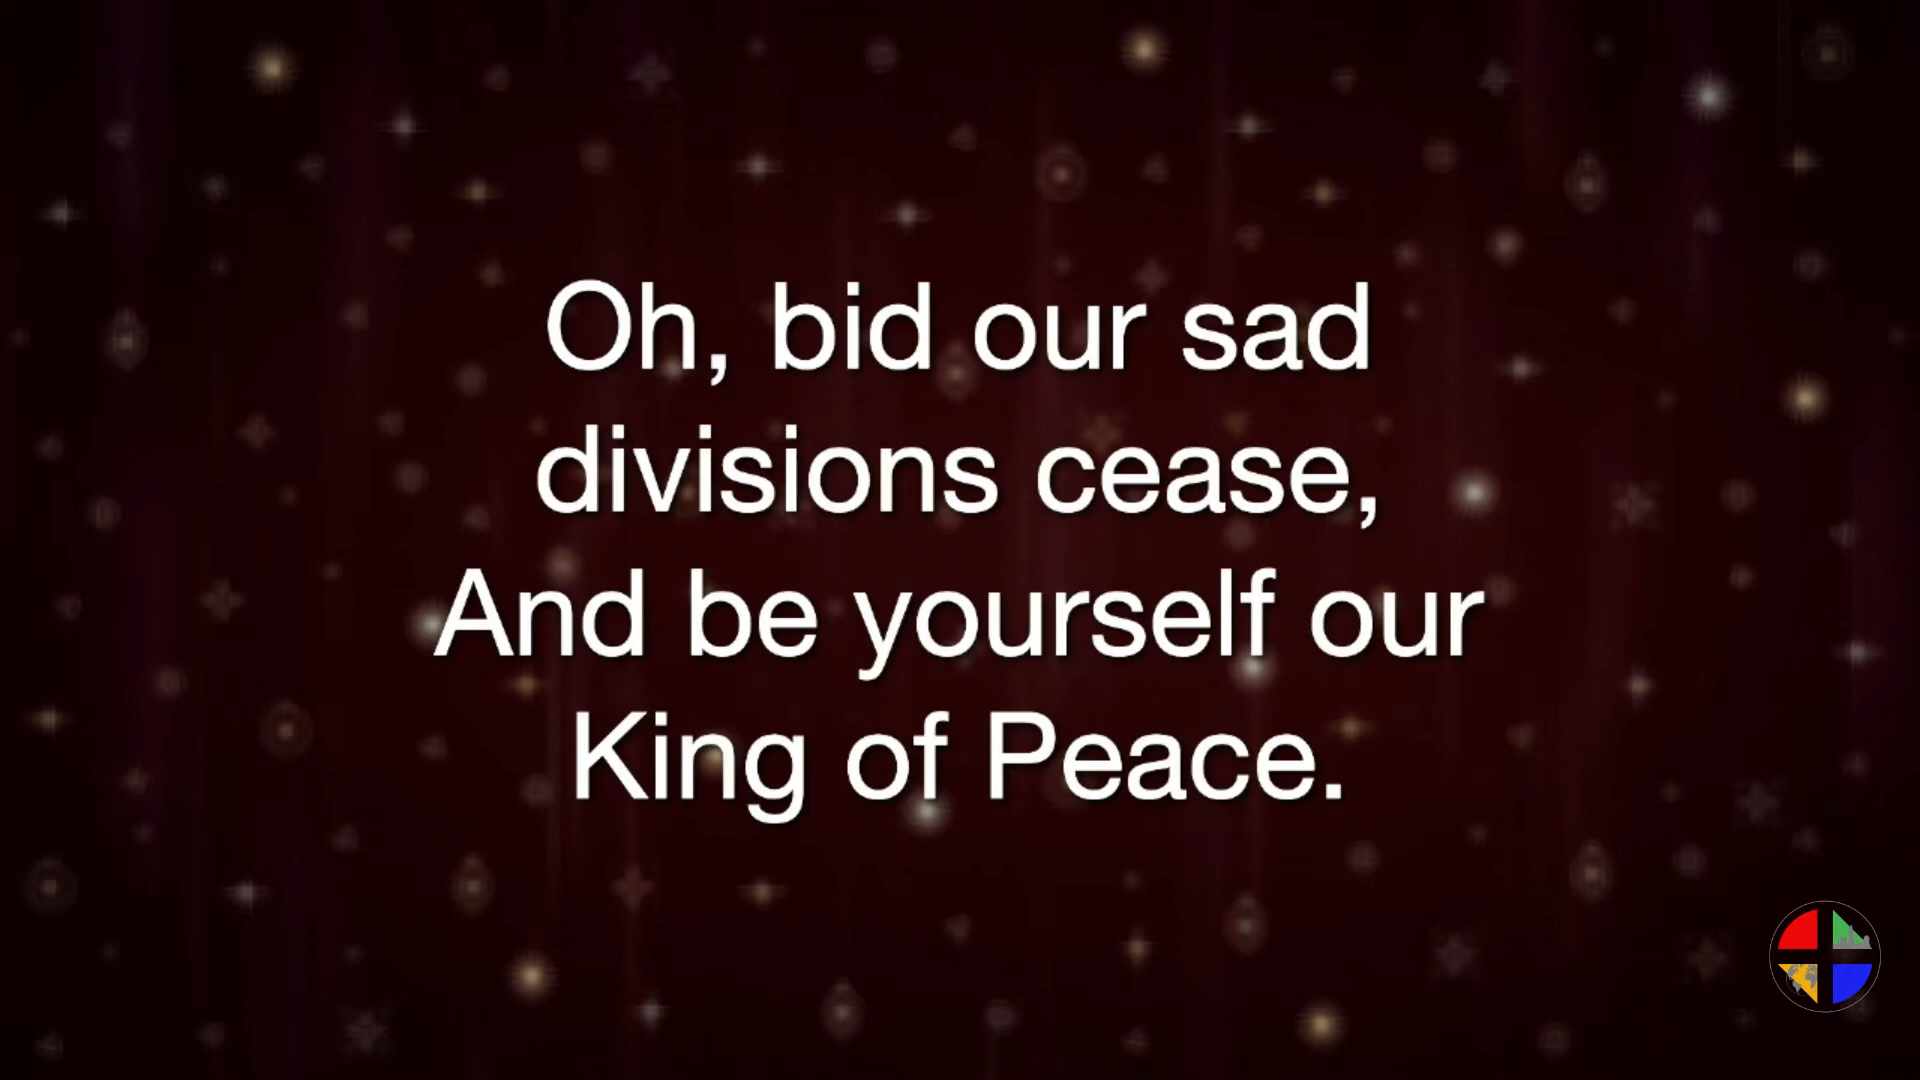 Oh, bid our sad
divisions cease,
And be yourself our
King of Peace.